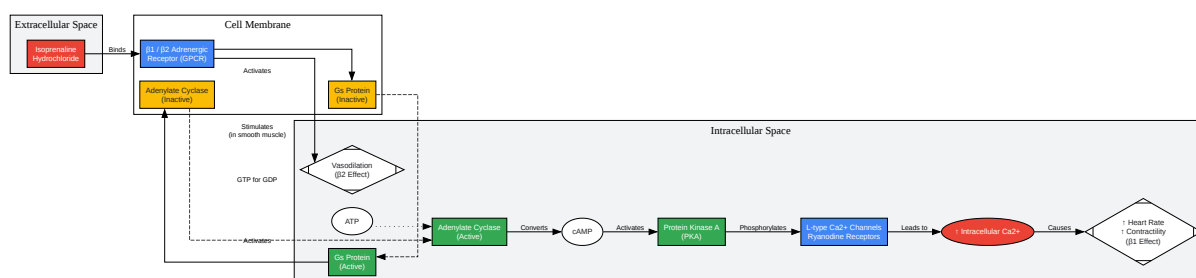 Extracellular Space
Cell Membrane
Isoprenaline
Hydrochloride
Binds
β1 / β2 Adrenergic
Receptor (GPCR)
Activates
Adenylate Cyclase
(Inactive)
Gs Protein
(Inactive)
Stimulates
(in smooth muscle)
Intracellular Space
Vasodilation
(β2 Effect)
GTP for GDP
ATP
Activates
Gs Protein
(Active)
Adenylate Cyclase
(Active)
Converts
cAMP
Activates
Protein Kinase A
(PKA)
Phosphorylates
L-type Ca2+ Channels
Ryanodine Receptors
Leads to
↑ Intracellular Ca2+
Causes
↑ Heart Rate
↑ Contractility
(β1 Effect)